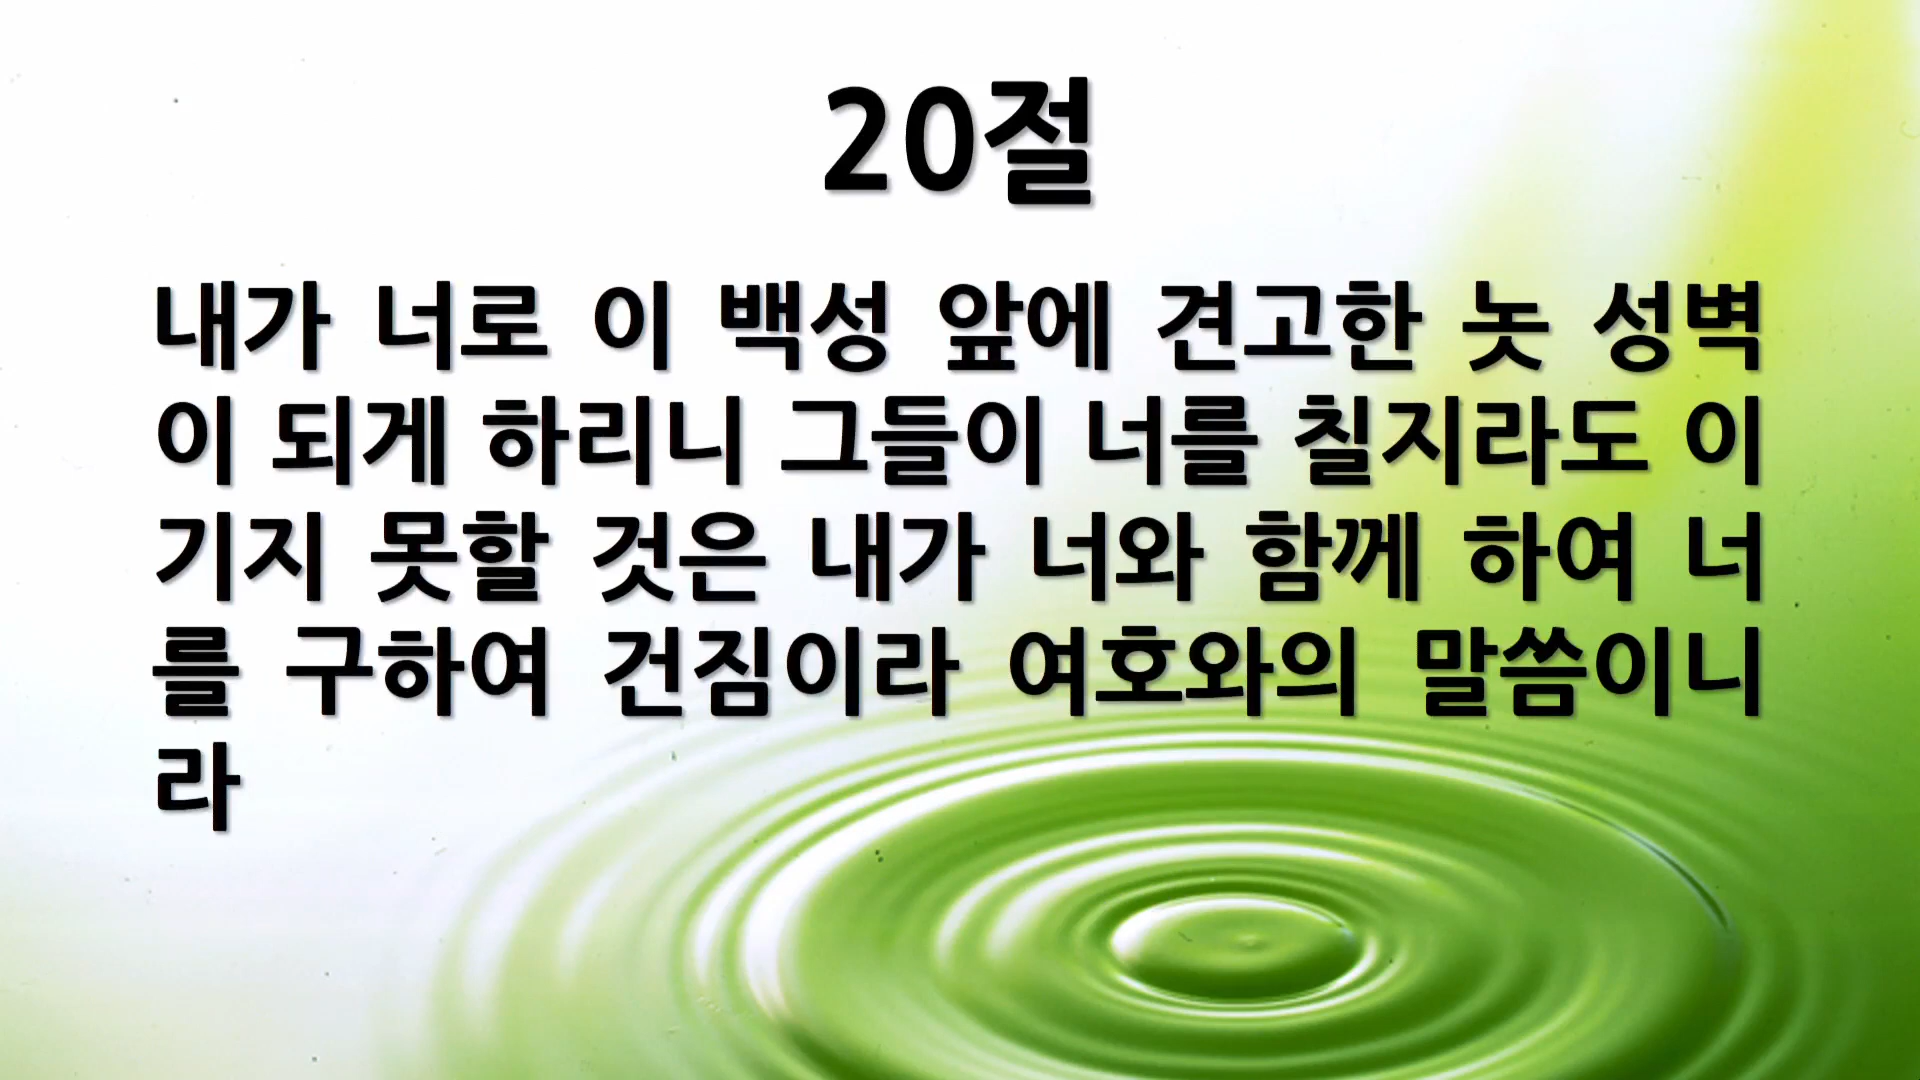 20절
내가 너로 이 백성 앞에 견고한 놋 성벽
이 되게 하리니 그들이 너를 칠지라도 이
기지 못할 것은 내가 너와 함께 하여 너
를 구하여 건짐이라 여호와의 말씀이니
라